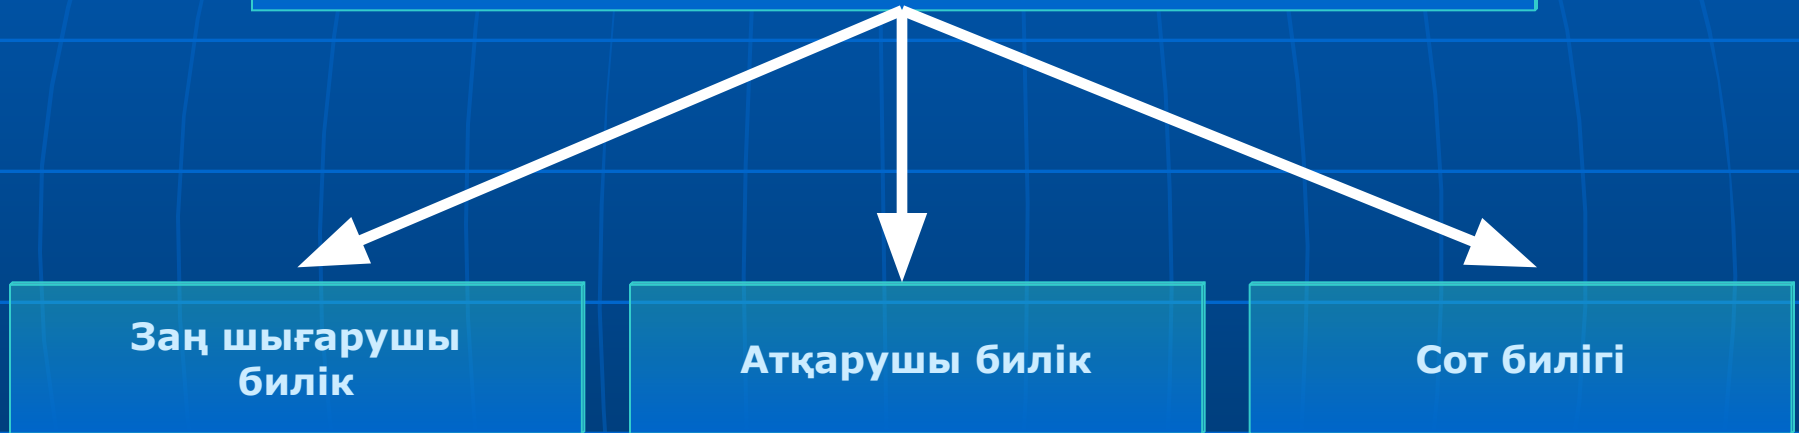 Заң шығарушы
билік
Атқарушы билік
Сот билігі